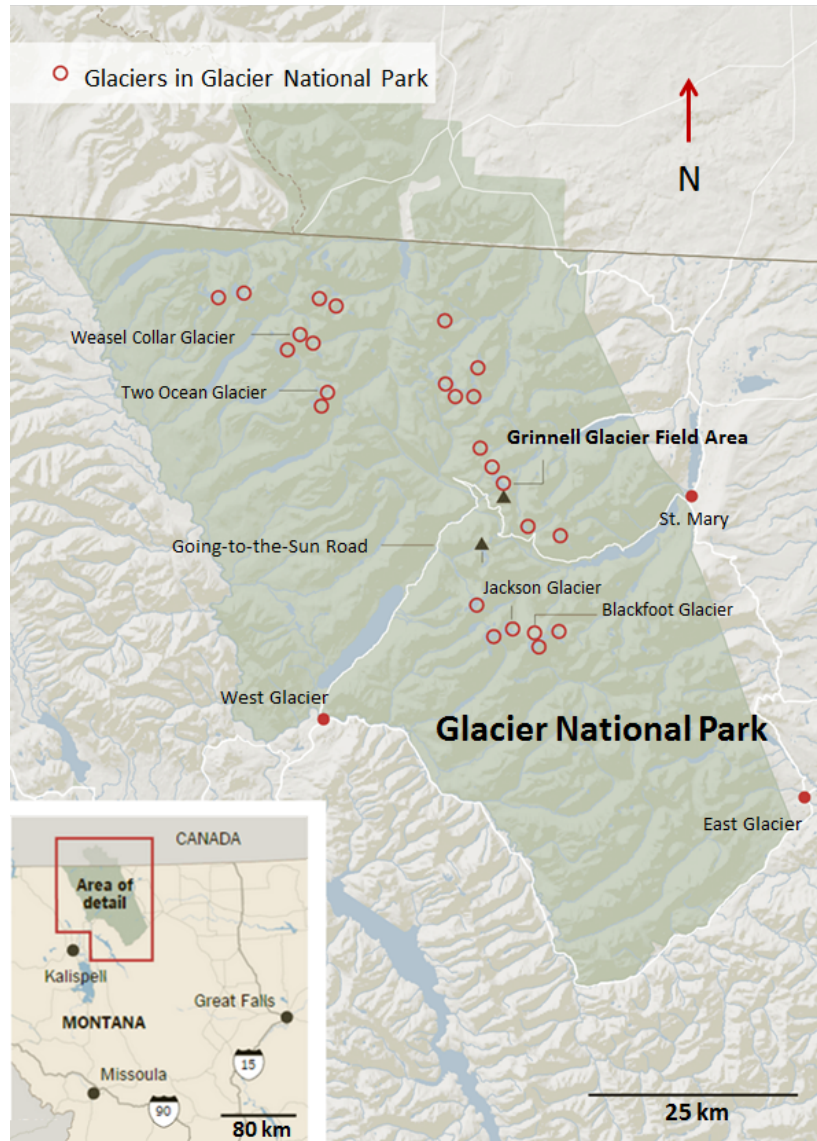 Glaciers in Glacier National Park
N
Weasel Collar Glacier
Two Ocean Glacier
Grinnell Glacier Field Area
St. Mary
Going-to-the-Sun Road
Jackson Glacier
Blackfoot Glacier
West Glacier
Glacier National Park
East Glacier
CANADA
Area of
detail
Kalispell
Great Falls
MONTANA
15
Missoula
90
80 km
25 km